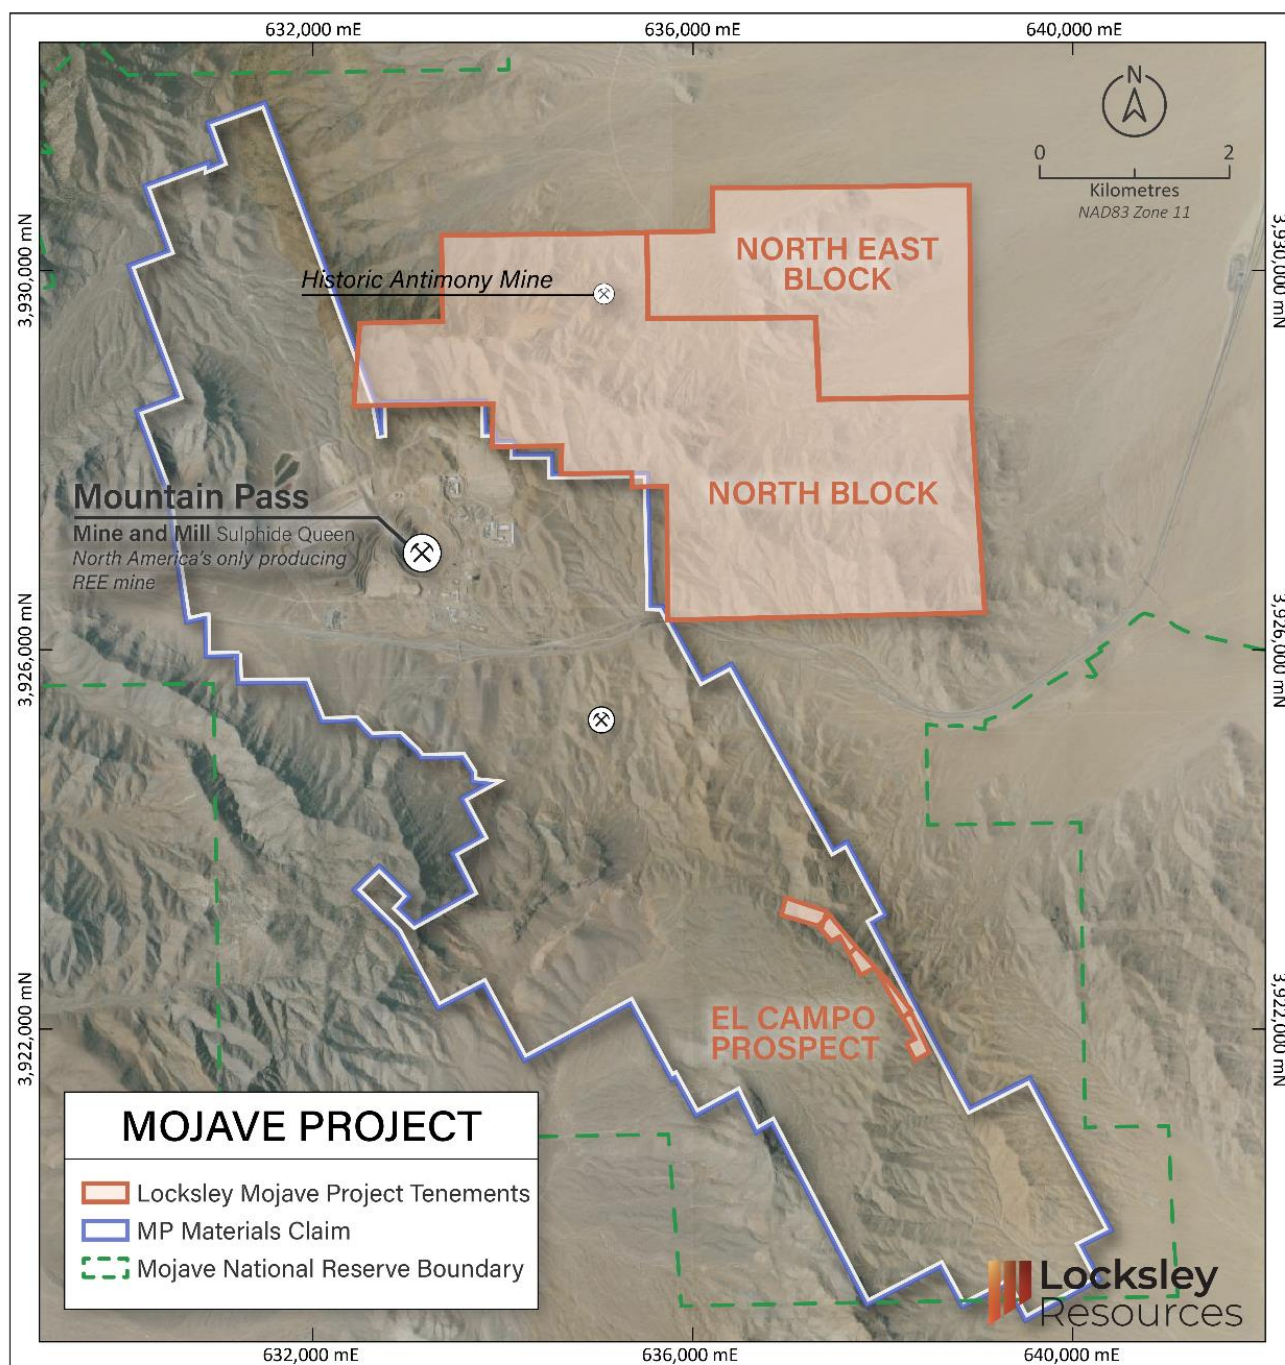 632,000 mE
636,000 mE
640,000 mE
N
0
2
Kilometres
NAD83 Zone 11
3,930,000 mN
3,930,000 mN
NORTH EAST
BLOCK
Historic Antimony Mine
NORTH BLOCK
Mountain Pass
Mine and Mill Sulphide Queen
North America's only producing
REE mine
3,926,000 mN
3,926,000 mN
EL CAMPO
PROSPECT
3,922,000 mN
3,922,000 mN
MOJAVE PROJECT
Locksley Mojave Project Tenements
MP Materials Claim
Mojave National Reserve Boundary
Locksley
Resources
632,000 mE
636,000 mE
640,000 mE